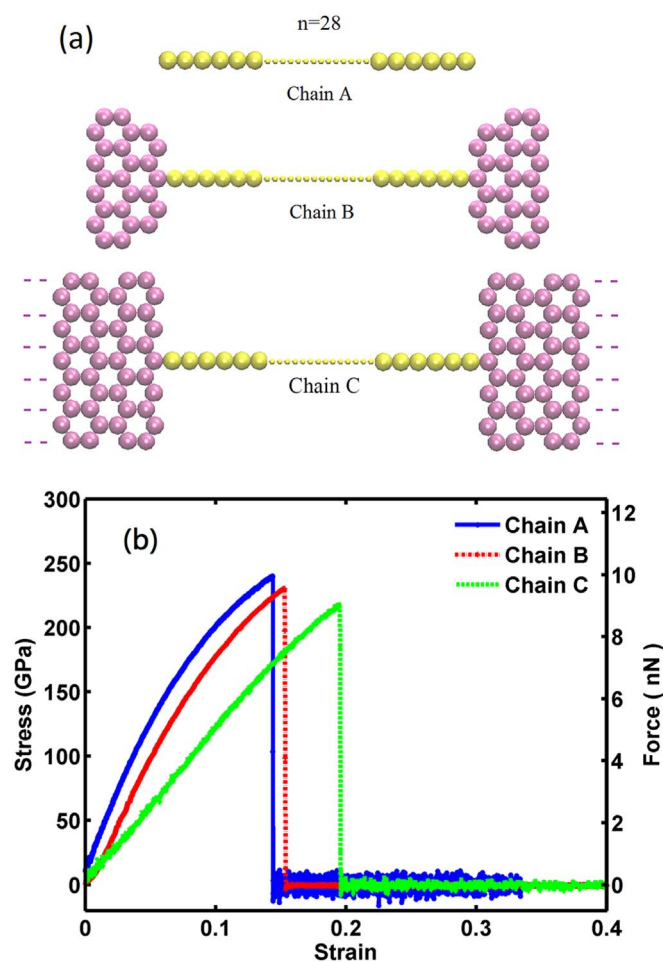 (a)
n=28
Chain A
Chain B
Chain C
(b)
Chain A
Chain B
Chain C
Stress (GPa)
300
250
200
150
100
50
0
Force ( nN)
12
10
8
6
4
2
0
0 0.1 0.2 0.3 0.4
Strain